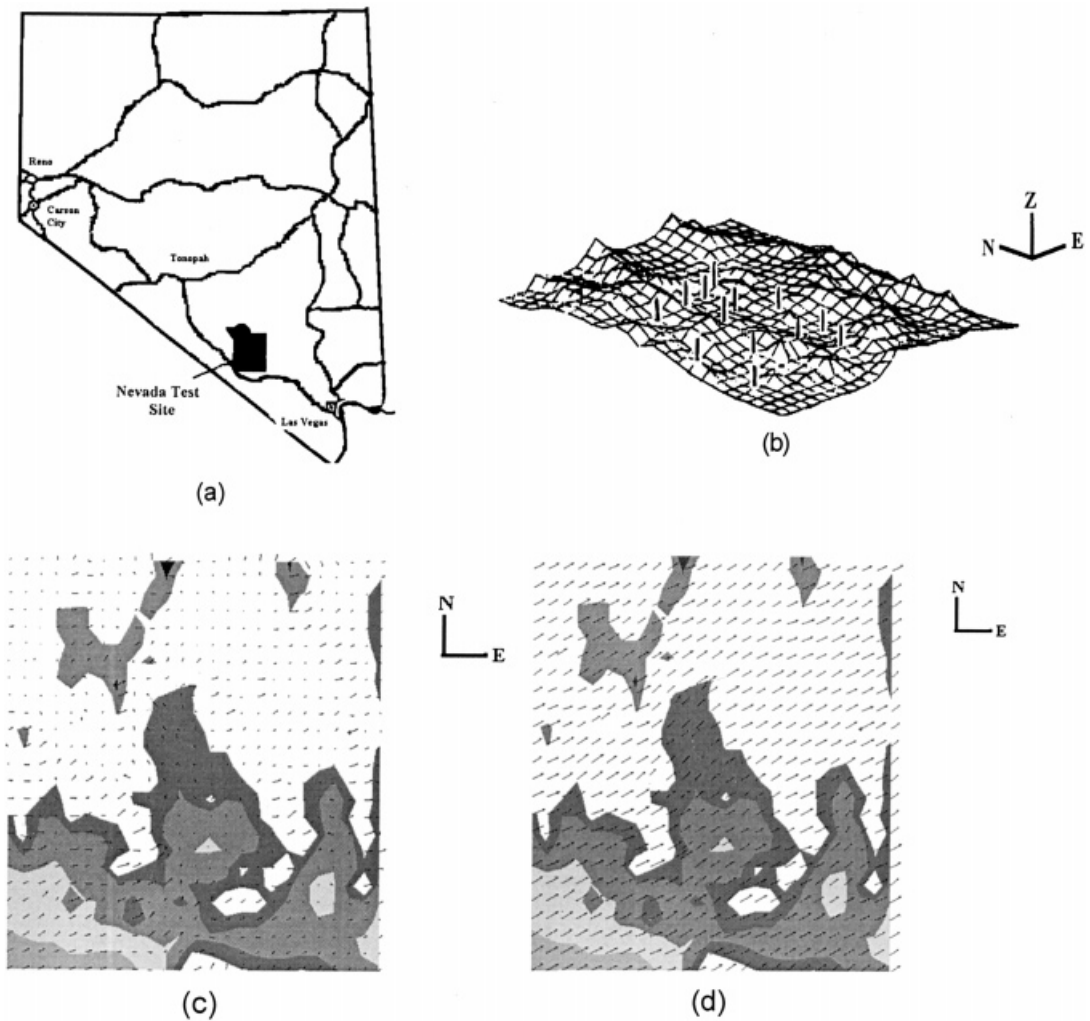 Reno
Carson
City
Tonopah
Nevada Test
Site
Las Vegas
(a)
Z
N
E
(b)
N
E
(c)
N
E
(d)